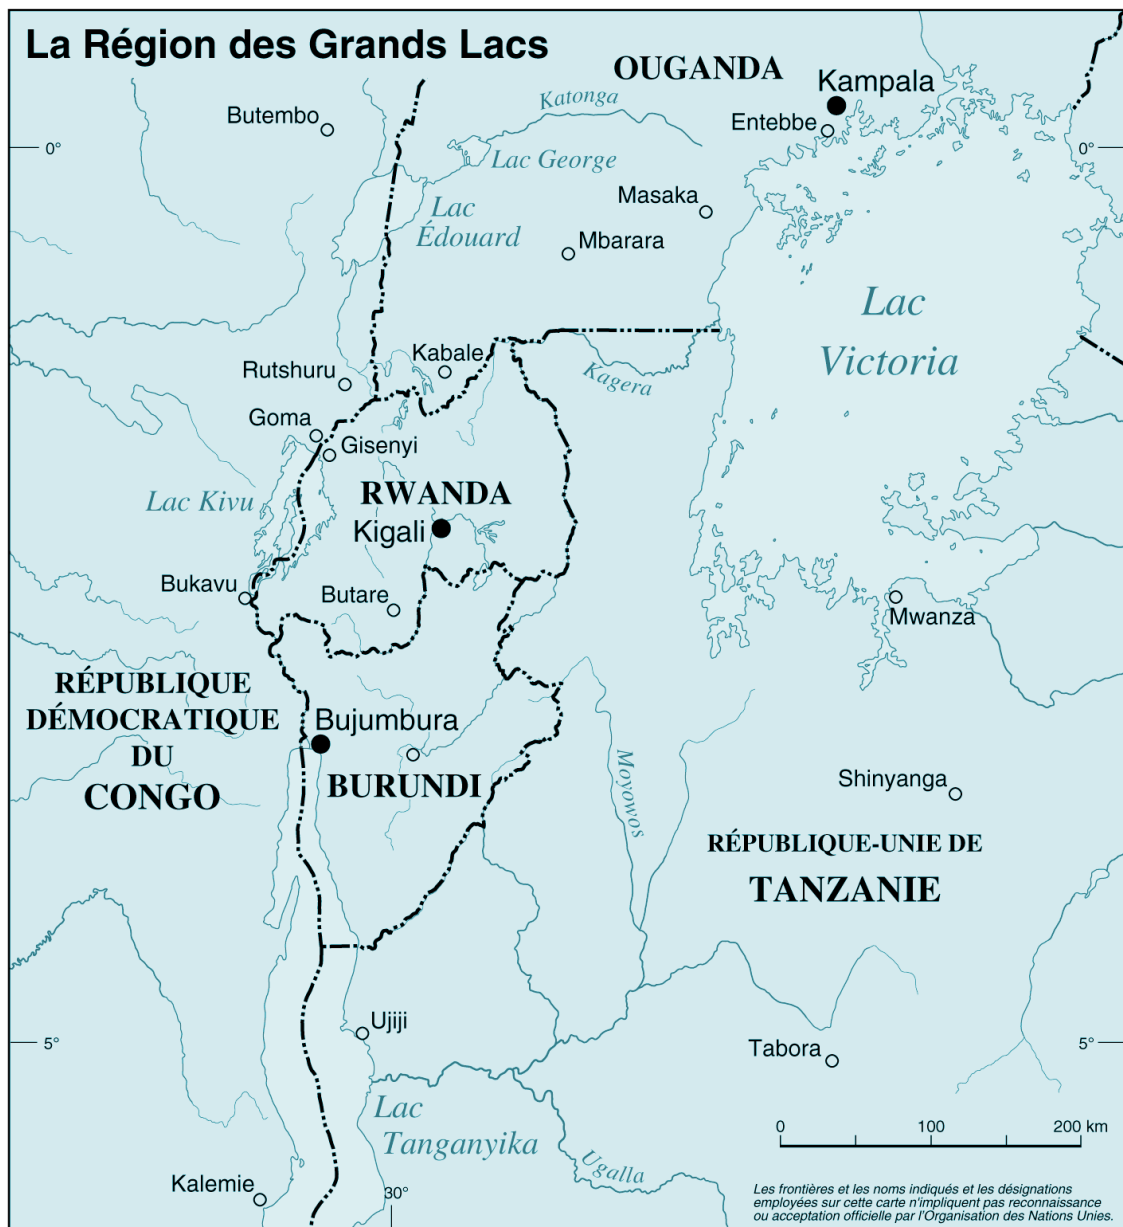 La Région des Grands Lacs
OUGANDA
Kampala
Katonga
Butembo
Entebbe
0°
0°
Lac George
Masaka
Lac
Édouard
Mbarara
Lac
Victoria
Kabale
Rutshuru
Kagera
Goma
Gisenyi
Lac Kivu
RWANDA
Kigali
Bukavu
Butare
Mwanza
RÉPUBLIQUE
DÉMOCRATIQUE
DU
CONGO
Bujumbura
BURUNDI
Moyowos
Shinyanga
RÉPUBLIQUE-UNIE DE
TANZANIE
Ujiji
5°
5°
Tabora
Lac
Tanganyika
0 100 200 km
Ugalla
Kalemie
30°
Les frontières et les noms indiqués et les désignations
employées sur cette carte n'impliquent pas reconnaissance
ou acceptation officielle par l'Organisation des Nations Unies.